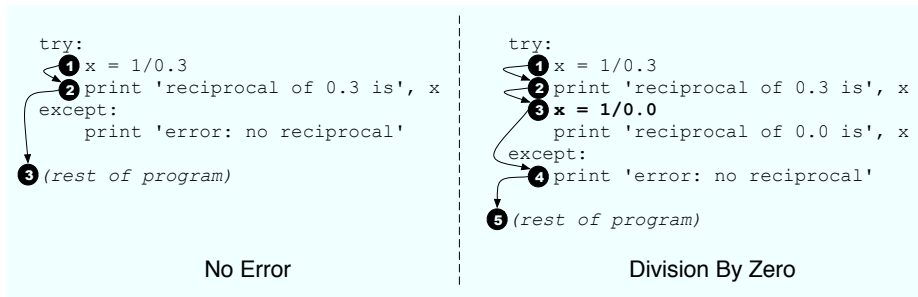 try:
1 x = 1/0.3
2 print 'reciprocal of 0.3 is', x
except:
print 'error: no reciprocal'
3 (rest of program)
No Error
try:
1 x = 1/0.3
2 print 'reciprocal of 0.3 is', x
3 x = 1/0.0
print 'reciprocal of 0.0 is', x
except:
4 print 'error: no reciprocal'
5 (rest of program)
Division By Zero